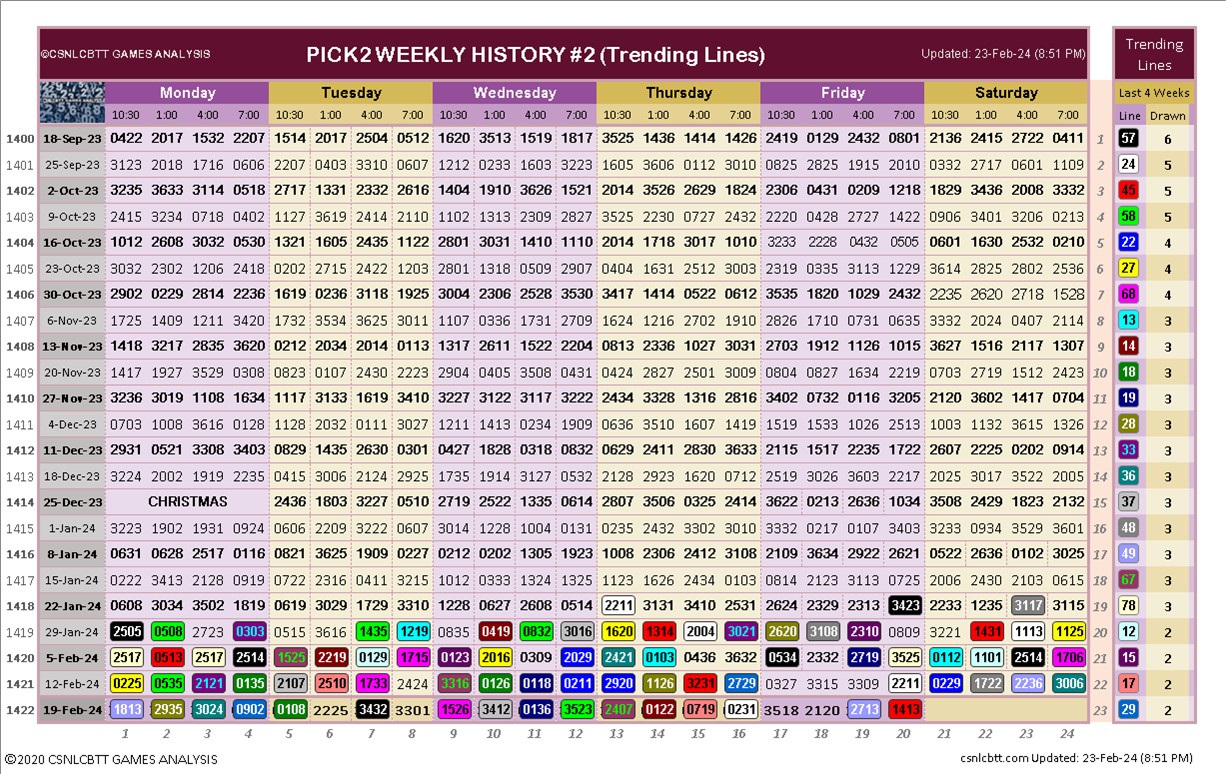 ©2020 CSNLCBTT GAMES ANALYSIS PICK2 WEEKLY HISTORY #2 (Trending Lines) Updated: 23-Feb-24 (8:51 PM) Trending
Lines
Monday Tuesday Wednesday Thursday Friday Saturday Last 4 Weeks
10:30 1:00 4:00 7:00 10:30 1:00 4:00 7:00 10:30 1:00 4:00 7:00 10:30 1:00 4:00 7:00 10:30 1:00 4:00 7:00 10:30 1:00 4:00 7:00 Line Drawn
1400 18-Sep-23 0422 2017 1532 2207 1514 2017 2504 0512 1620 3513 1519 1817 3525 1436 1414 1426 2419 0129 2432 0801 2136 2415 2722 0411 1 57 6
1401 25-Sep-23 3123 2018 1716 0606 2207 0403 3310 0607 1212 0233 1603 3223 1605 3606 0112 3010 0825 2825 1915 2010 0332 2717 0601 1109 2 24 5
1402 2-Oct-23 3235 3633 3114 0518 2717 1331 2332 2616 1404 1910 3626 1521 2014 3526 2629 1824 2306 0431 0209 1218 1829 3436 2008 3332 3 45 5
1403 9-Oct-23 2415 3234 0718 0402 1127 3619 2414 2110 1102 1313 2309 2827 3525 2230 0727 2432 2220 0428 2727 1422 0906 3401 3206 0213 4 58 5
1404 16-Oct-23 1012 2608 3032 0530 1321 1605 2435 1122 2801 3031 1410 1110 2014 1718 3017 1010 3233 2228 0432 0505 0601 1630 2532 0210 5 22 4
1405 23-Oct-23 3032 2302 1206 2418 0202 2715 2422 1203 2801 1318 0509 2907 0404 1631 2512 3003 2319 0335 3113 1229 3614 2825 2802 2536 6 27 4
1406 30-Oct-23 2902 0229 2814 2236 1619 0236 3118 1925 3004 2306 2528 3530 3417 1414 0522 0612 3535 1820 1029 2432 2235 2620 2718 1528 7 68 4
1407 6-Nov-23 1725 1409 1211 3420 1732 3534 3625 3011 1107 0336 1731 2709 1624 1216 2702 1910 2826 1710 0731 0635 3332 2024 0407 2114 8 13 3
1408 13-Nov-23 1418 3217 2835 3620 0212 2034 2014 0113 1317 2611 1522 2204 0813 2336 1027 3031 2703 1912 1126 1015 3627 1516 2117 1307 9 14 3
1409 20-Nov-23 1417 1927 3529 0308 0823 0107 2430 2223 2904 0405 3508 0431 0424 2827 2501 3009 0804 0827 1634 2219 0703 2719 1512 2423 10 18 3
1410 27-Nov-23 3236 3019 1108 1634 1117 3133 1619 3410 3227 3122 3117 3222 2434 3328 1316 2816 3402 0732 0116 3205 2120 3602 1417 0704 11 19 3
1411 4-Dec-23 0703 1008 3616 0128 1128 2032 0111 3027 1211 1413 0234 1909 0636 3510 1607 1419 1519 1533 1026 2513 1003 1132 3615 1326 12 28 3
1412 11-Dec-23 2931 0521 3308 3403 0829 1435 2630 0301 0427 1828 0318 0832 0629 2411 2830 3633 2115 1517 2235 1722 2607 2225 0202 0914 13 33 3
1413 18-Dec-23 3224 2002 1919 2235 0415 3006 2124 2923 1735 1914 3127 0532 2128 2923 1620 0712 2519 3026 3603 2217 2025 3017 3522 2005 14 36 3
1414 25-Dec-23 CHRISTMAS 2436 1803 3227 0510 2719 2522 1335 0614 2807 3506 0325 2414 3622 0213 2636 1034 3508 2429 1823 2132 15 37 3
1415 1-Jan-24 3223 1902 1931 0924 0606 2209 3222 0607 3014 1228 1004 0131 0235 2432 3302 3010 3332 0217 0107 3403 3233 0934 3529 3601 16 48 3
1416 8-Jan-24 0631 0628 2517 0116 0821 3625 1909 0227 0212 0202 1305 1923 1008 2306 2412 3108 2109 3634 2922 2621 0522 2636 0102 3025 17 49 3
1417 15-Jan-24 0222 3413 2128 0919 0722 2316 0411 3215 1012 0333 1324 1325 1123 1626 2434 0103 0814 2123 3113 0725 2006 2430 2103 0615 18 67 3
1418 22-Jan-24 0608 3034 3502 1819 0619 3029 1729 3310 1228 0627 2608 0514 2211 3131 3410 2531 2624 2329 2313 3423 2233 1235 3117 3115 19 78 3
1419 29-Jan-24 2505 0508 2723 0303 0515 3616 1435 1219 0835 0419 0832 3016 1620 1314 2004 3021 2620 3108 2310 0809 3221 1431 1113 1125 20 12 2
1420 5-Feb-24 2517 0513 2517 2514 1525 2219 0129 1715 0123 2016 0309 2029 2421 0103 0436 3632 0534 2332 2719 3525 0112 1101 2514 1706 21 15 2
1421 12-Feb-24 0225 0535 2121 0135 2107 2510 1733 2424 3316 0126 0118 0211 2920 1126 3231 2729 0327 3315 3309 2211 0229 1722 2236 3006 22 17 2
1422 19-Feb-24 1813 2935 3024 0902 0108 2225 3432 3301 1526 3412 0136 3523 2407 0122 0719 0231 3518 2120 2713 1413 23 29 2
1 2 3 4 5 6 7 8 9 10 11 12 13 14 15 16 17 18 19 20 21 22 23 24
©2020 CSNLCBTT GAMES ANALYSIS csnlcbtt.com Updated: 23-Feb-24 (8:51 PM)